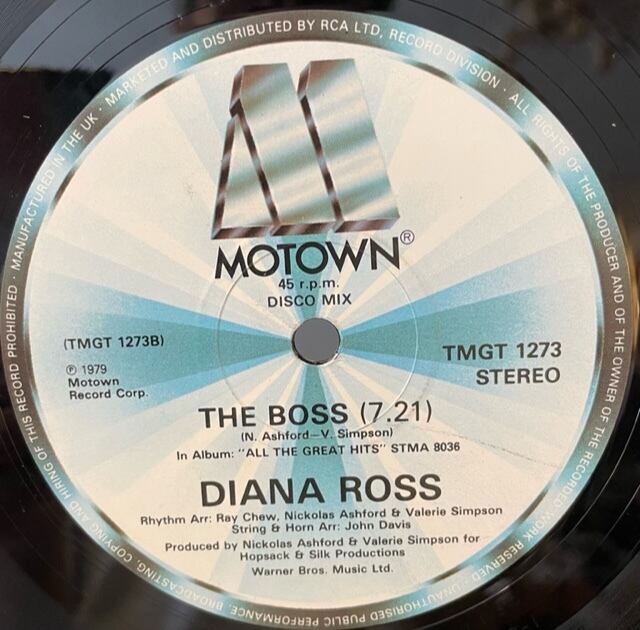 MANUFACTURED IN THE UK · MARKETED AND DISTRIBUTED BY RCA LTD, RECORD DIVISION · ALL RIGHTS OF THE PRODUCER AND OF THE OWNER OF THE RECORDED WORK RESERVED · UNAUTHORISED PUBLIC PERFORMANCE, BROADCASTING, COPYING AND HIRING OF THIS RECORD PROHIBITED ·
MOTOWN®
45 r.p.m.
DISCO MIX
(TMGT 1273B)
℗ 1979
Motown
Record Corp.
TMGT 1273
STEREO
THE BOSS (7.21)
(N. Ashford–V. Simpson)
In Album: "ALL THE GREAT HITS" STMA 8036
DIANA ROSS
Rhythm Arr: Ray Chew, Nickolas Ashford & Valerie Simpson
String & Horn Arr: John Davis
Produced by Nickolas Ashford & Valerie Simpson for
Hopsack & Silk Productions
Warner Bros. Music Ltd.